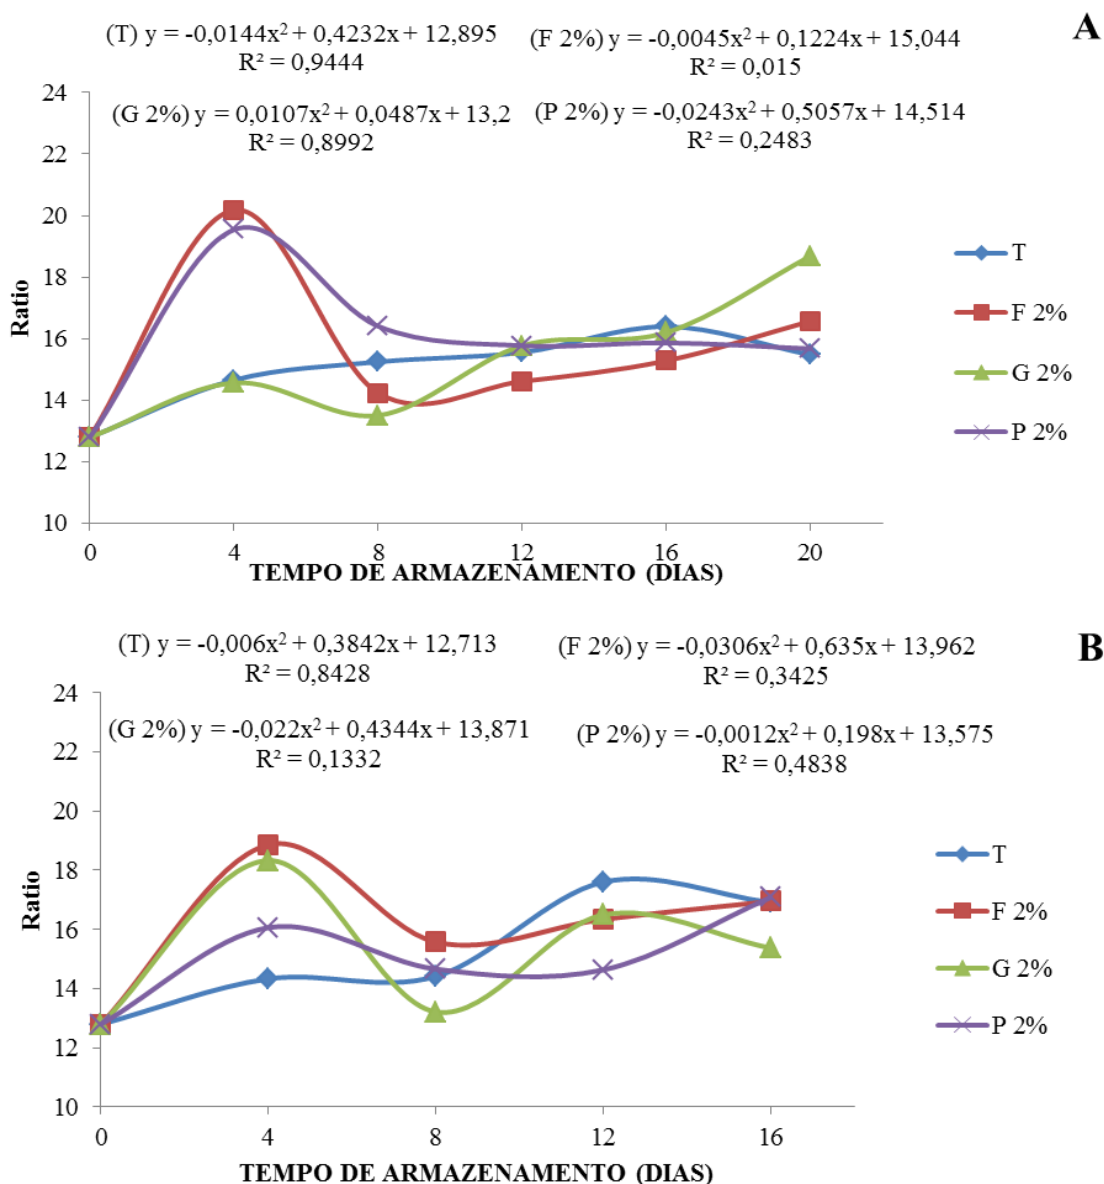 (T) y = -0,0144x² + 0,4232x + 12,895
R² = 0,9444
(F 2%) y = -0,0045x² + 0,1224x + 15,044
R² = 0,015
A
(G 2%) y = 0,0107x² + 0,0487x + 13,2
R² = 0,8992
(P 2%) y = -0,0243x² + 0,5057x + 14,514
R² = 0,2483
24
22
20
18
16
14
12
10
Ratio
0 4 8 12 16 20
TEMPO DE ARMAZENAMENTO (DIAS)
T
F 2%
G 2%
P 2%
(T) y = -0,006x² + 0,3842x + 12,713
R² = 0,8428
(F 2%) y = -0,0306x² + 0,635x + 13,962
R² = 0,3425
B
(G 2%) y = -0,022x² + 0,4344x + 13,871
R² = 0,1332
(P 2%) y = -0,0012x² + 0,198x + 13,575
R² = 0,4838
24
22
20
18
16
14
12
10
Ratio
0 4 8 12 16
TEMPO DE ARMAZENAMENTO (DIAS)
T
F 2%
G 2%
P 2%